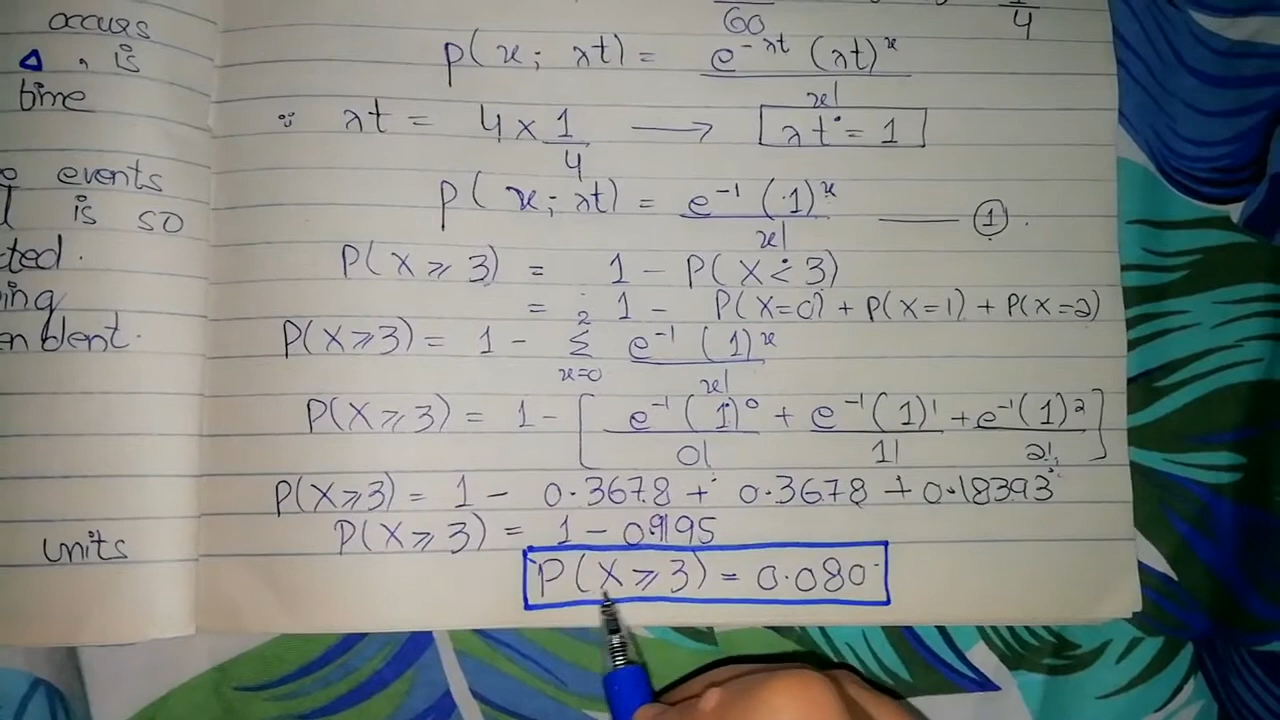 occurs
Δ, is
time
events
is so
cted.
ing
endent.
units
60
1
4
p(x; λt) = e^-λt (λt)^x
x!
∵ λt = 4 × 1 → λt = 1
4
p(x; λt) = e^-1 (1)^x ——— ①.
x!
P(X ≥ 3) = 1 - P(X < 3)
= 1 - P(X=0) + P(X=1) + P(X=2)
2
P(X≥3) = 1 - Σ e^-1 (1)^x
x=0 x!
P(X≥3) = 1 - [ e^-1 (1)^0 + e^-1 (1)^1 + e^-1 (1)^2 ]
0! 1! 2!
P(X≥3) = 1 - 0.3678 + 0.3678 + 0.18393
P(X≥3) = 1 - 0.9195
P(X≥3) = 0.080